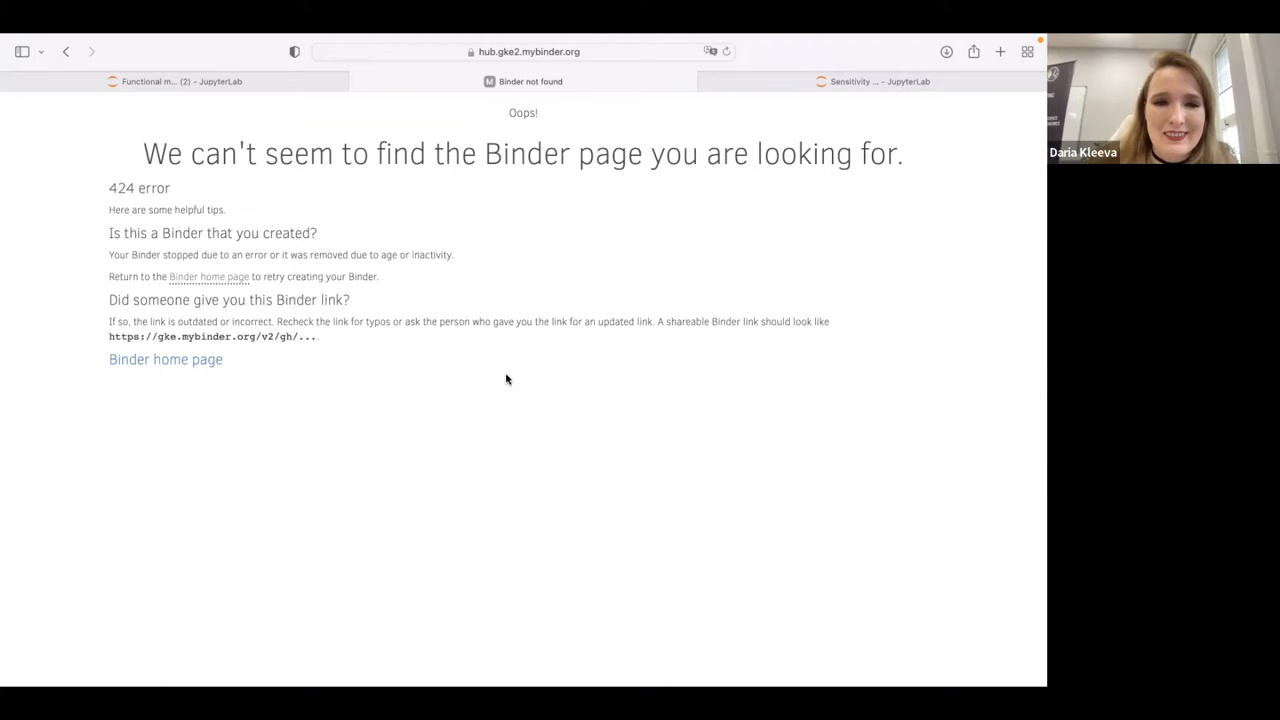 hub.gke2.mybinder.org
Functional m... (2) - JupyterLab
M Binder not found
Sensitivity ... - JupyterLab
Oops!
We can't seem to find the Binder page you are looking for.
424 error
Here are some helpful tips.
Is this a Binder that you created?
Your Binder stopped due to an error or it was removed due to age or inactivity.
Return to the Binder home page to retry creating your Binder.
Did someone give you this Binder link?
If so, the link is outdated or incorrect. Recheck the link for typos or ask the person who gave you the link for an updated link. A shareable Binder link should look like
https://gke.mybinder.org/v2/gh/....
Binder home page
Daria Kleeva